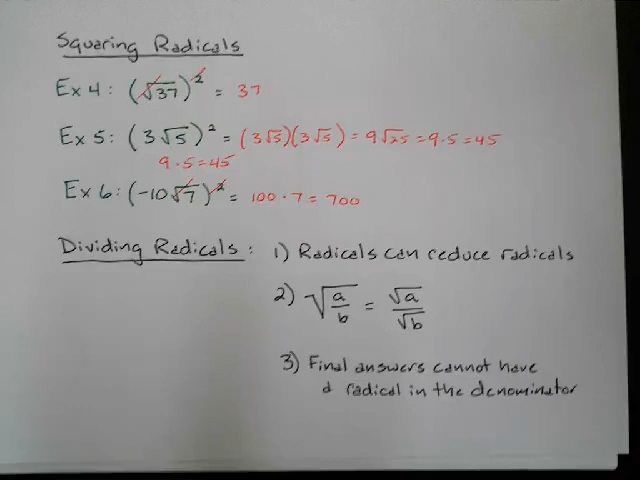 Squaring Radicals
Ex 4: (√37)² = 37
Ex 5: (3√5)² = (3√5)(3√5) = 9√25 = 9·5 = 45
9·5 = 45
Ex 6: (-10√7)² = 100·7 = 700
Dividing Radicals: 1) Radicals can reduce radicals
2) √(a/b) = √a/√b
3) Final answers cannot have
a radical in the denominator